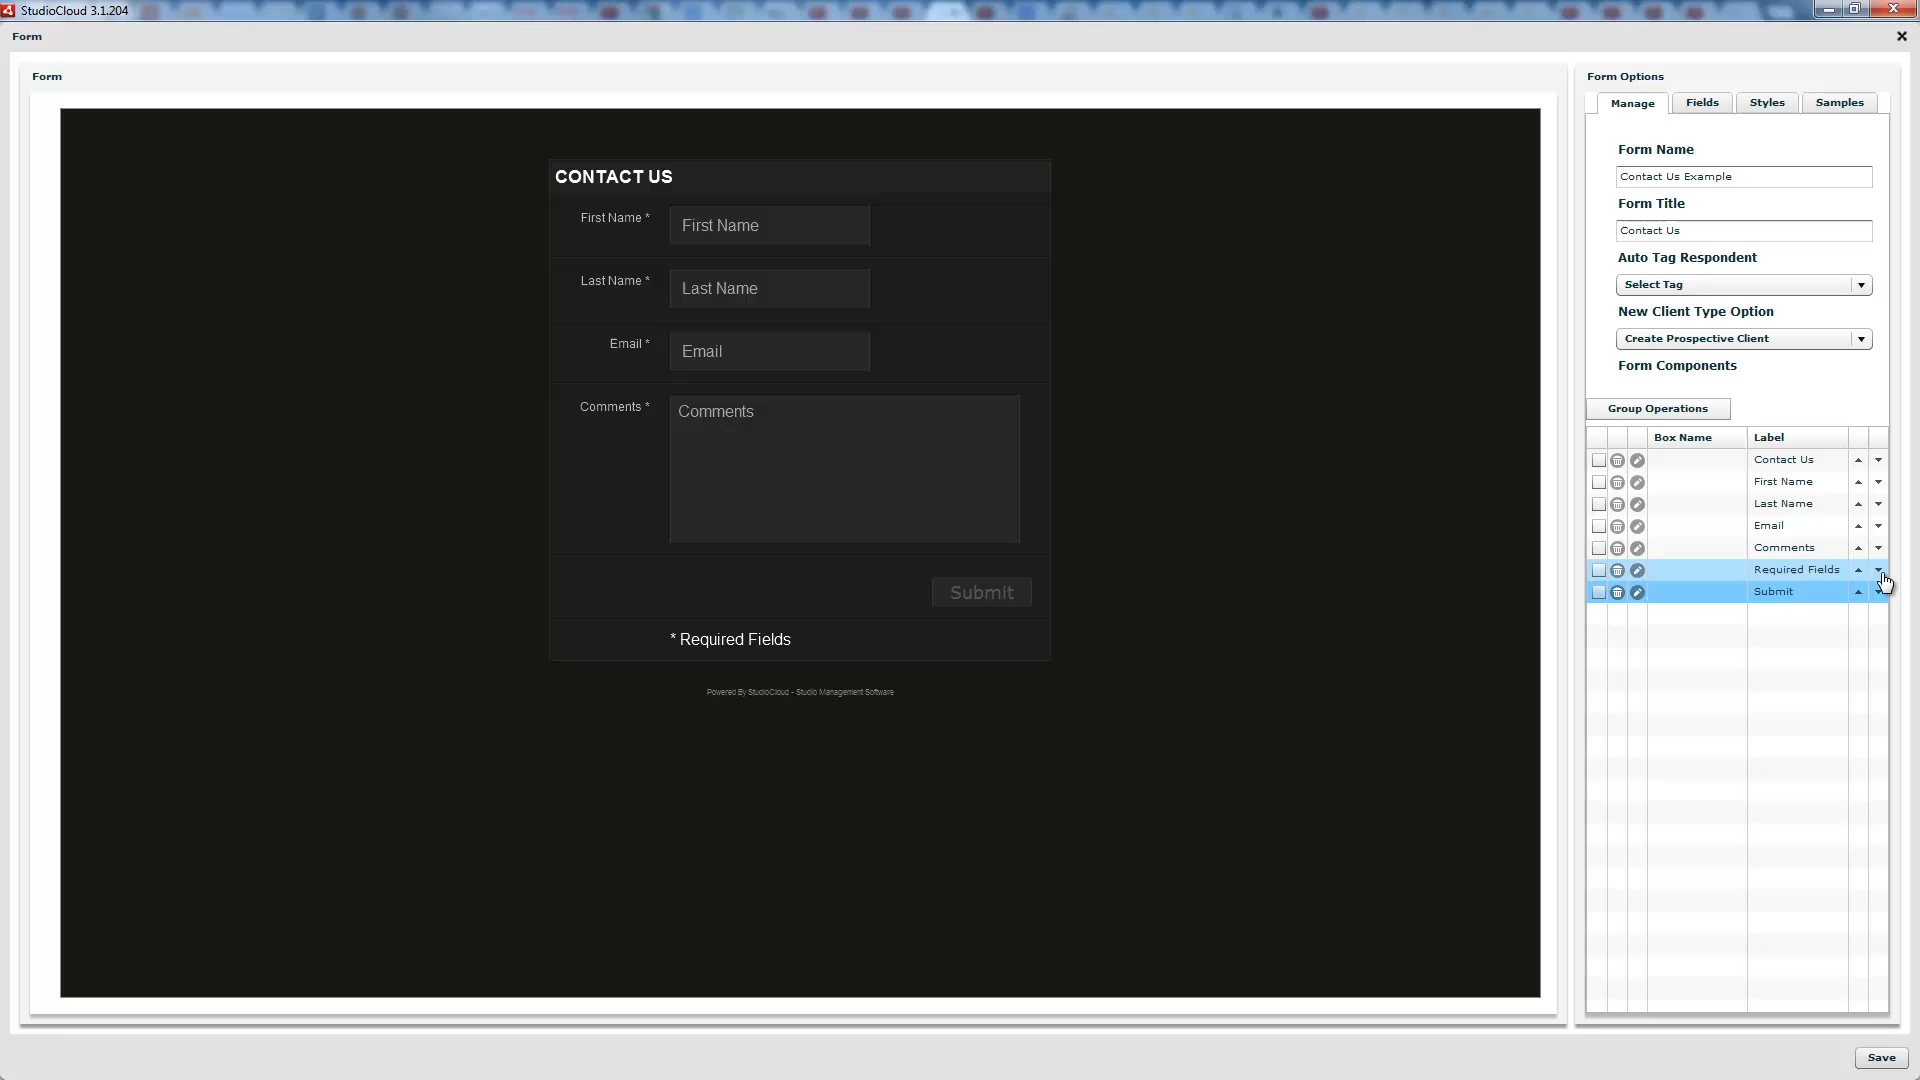 StudioCloud 3.1.204
Form
Form
CONTACT US
First Name * First Name
Last Name * Last Name
Email * Email
Comments * Comments
Submit
* Required Fields
Powered By StudioCloud - Studio Management Software
Form Options
Manage Fields Styles Samples
Form Name
Contact Us Example
Form Title
Contact Us
Auto Tag Respondent
Select Tag
New Client Type Option
Create Prospective Client
Form Components
Group Operations
Box Name Label
Contact Us
First Name
Last Name
Email
Comments
Required Fields
Submit
Save